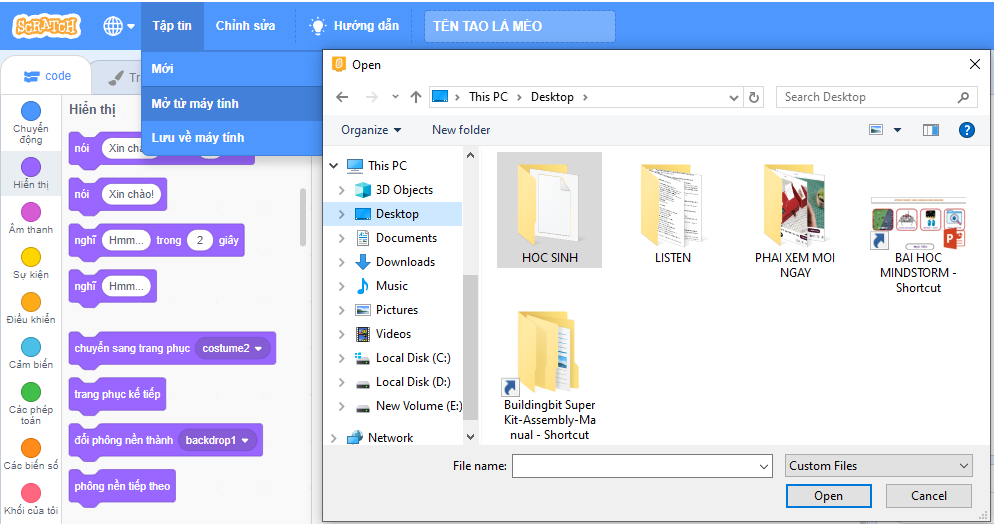 SCRATCH
Tập tin
Chỉnh sửa
Hướng dẫn
TÊN TAO LÁ MÈO
Mới
Mở từ máy tính
Lưu về máy tính
code
Tr
Chuyển động
Hiển thị
Âm thanh
Sự kiện
Điều khiển
Cảm biến
Các phép toán
Các biến số
Khối của tôi
Hiển thị
nói Xin chà
nói Xin chào!
nghĩ Hmm... trong 2 giây
nghĩ Hmm...
chuyển sang trang phục costume2
trang phục kế tiếp
đổi phông nền thành backdrop1
phông nền tiếp theo
Open
This PC > Desktop >
Search Desktop
Organize
New folder
This PC
3D Objects
Desktop
Documents
Downloads
Music
Pictures
Videos
Local Disk (C:)
Local Disk (D:)
New Volume (E:)
Network
HOC SINH
LISTEN
PHAI XEM MOI
NGAY
BAI HOC
MINDSTORM -
Shortcut
Buildingbit Super
Kit-Assembly-Ma
nual - Shortcut
File name:
Custom Files
Open
Cancel